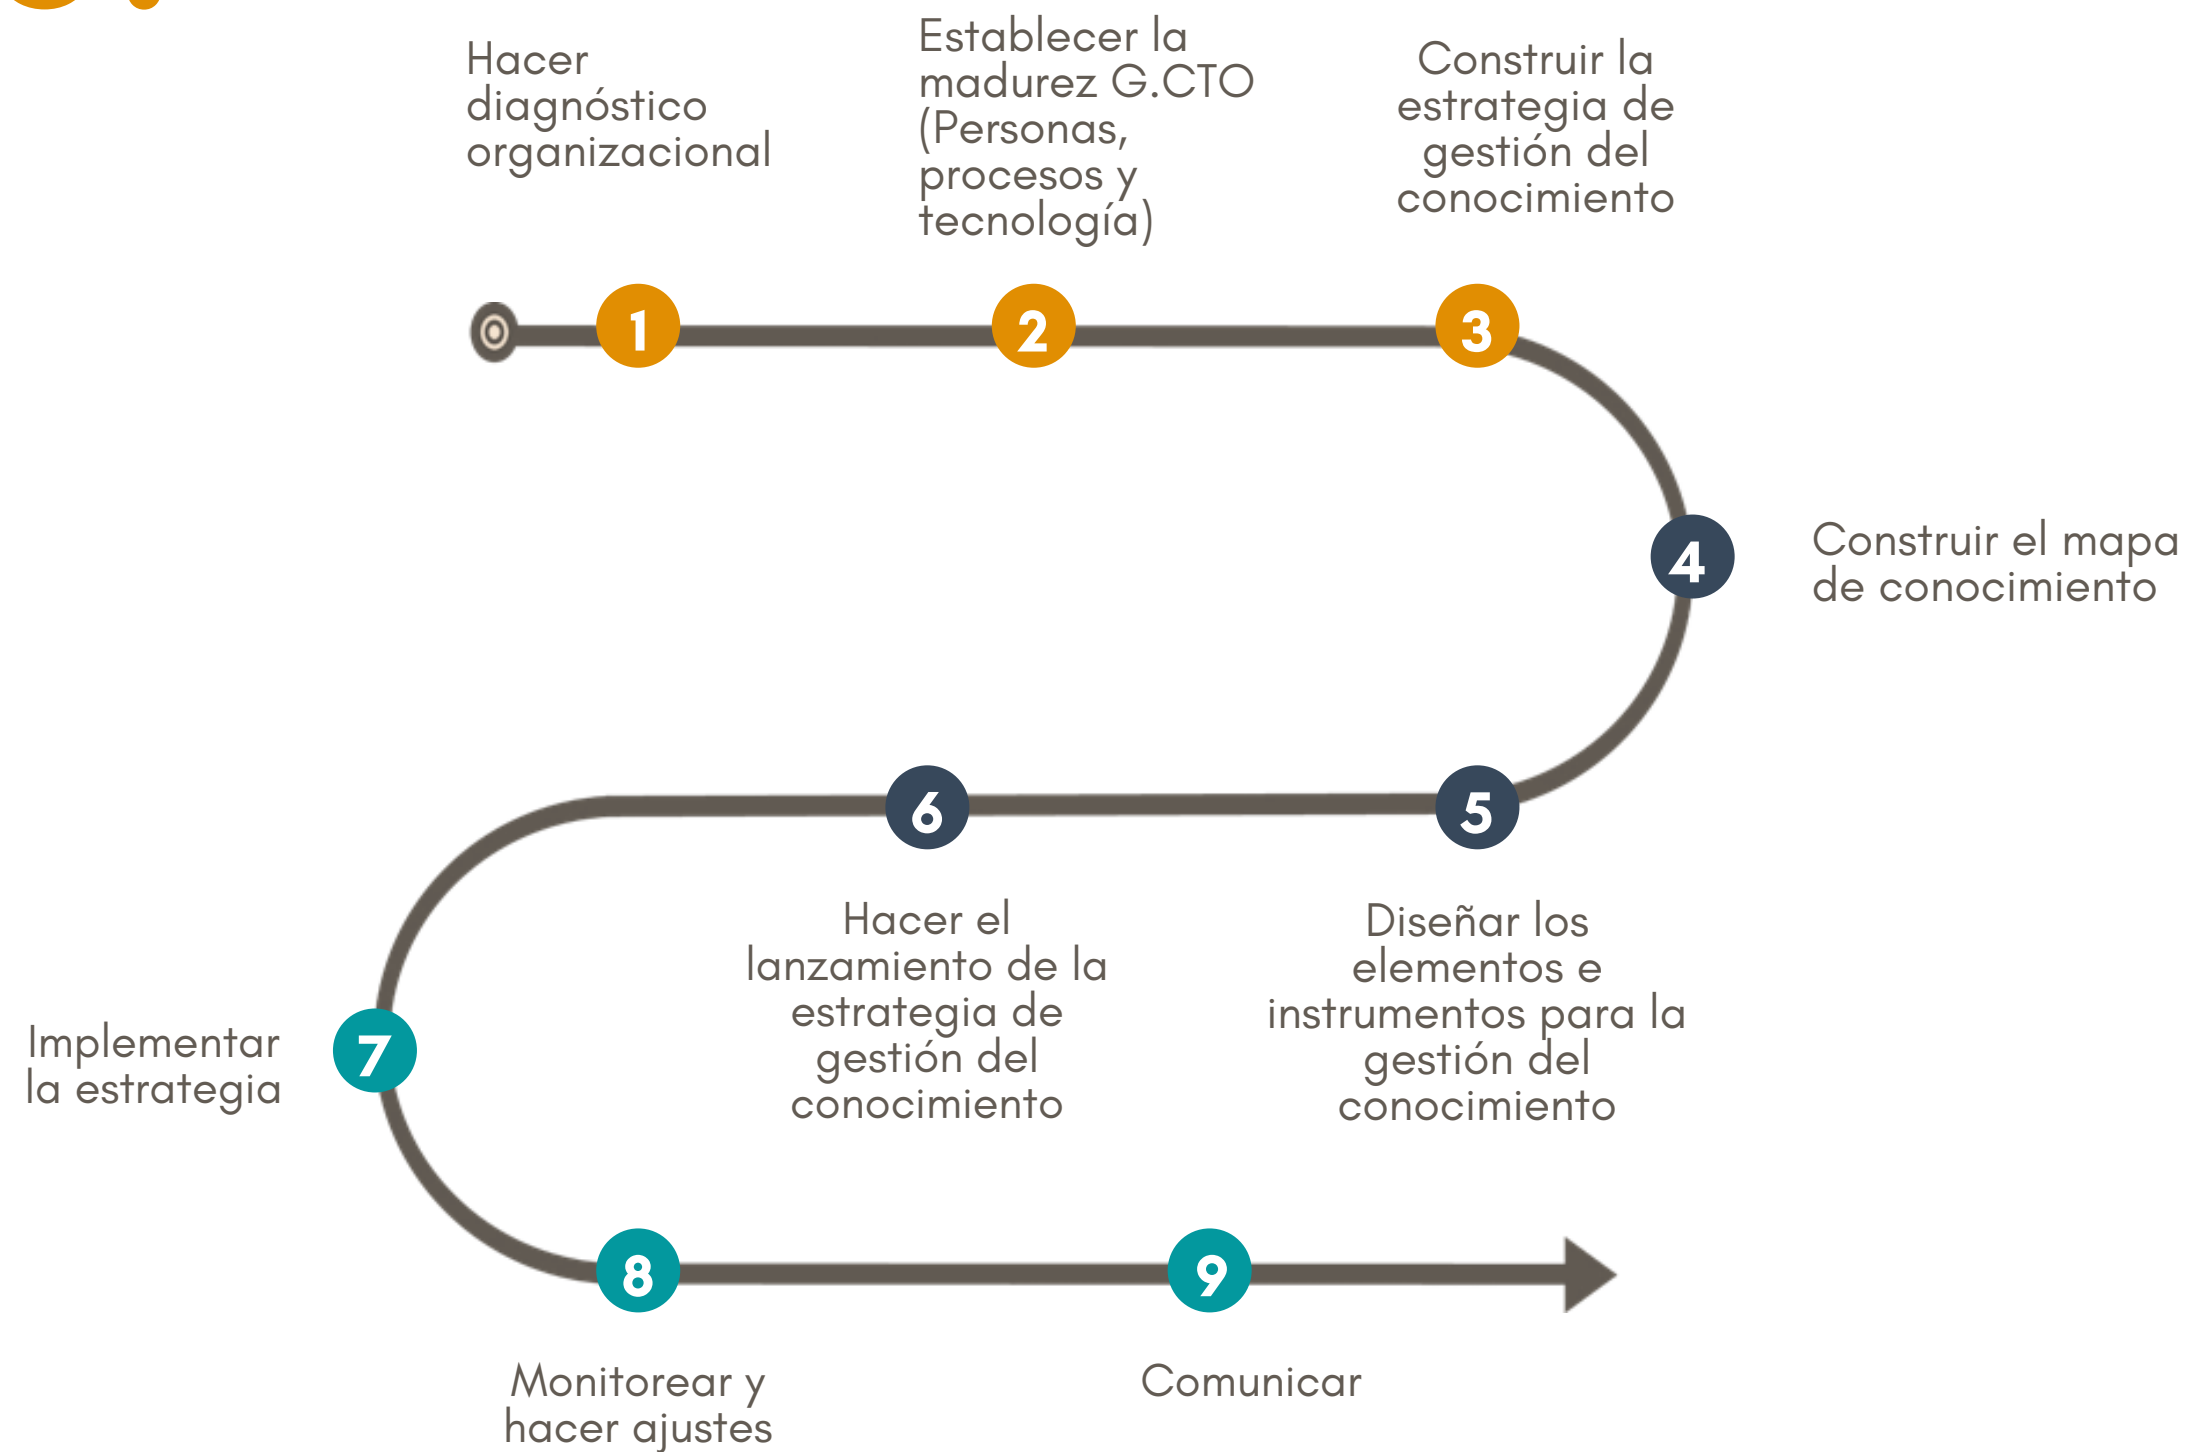 Hacer
diagnóstico
organizacional
Establecer la
madurez G.CTO
(Personas,
procesos y
tecnología)
Construir la
estrategia de
gestión del
conocimiento
1
2
3
4
Construir el mapa
de conocimiento
6
5
Hacer el
lanzamiento de la
estrategia de
gestión del
conocimiento
Diseñar los
elementos e
instrumentos para la
gestión del
conocimiento
Implementar
la estrategia
7
8
9
Monitorear y
hacer ajustes
Comunicar